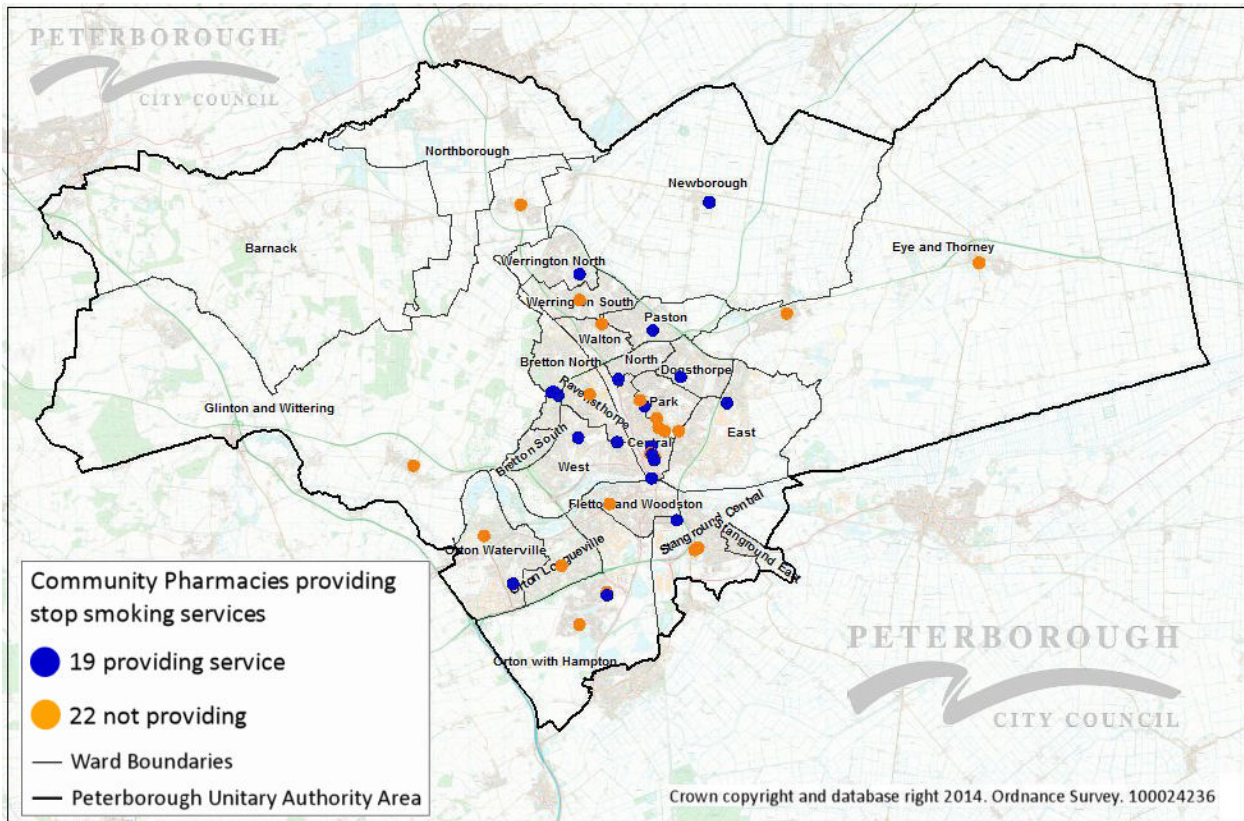 PETERBOROUGH
CITY COUNCIL
Northborough
Newborough
Barnack
Eye and Thorney
Werrington North
Werrington South
Paston
Walton
Bretton North
North
Dogsthorpe
Ravensthorpe
Park
Glinton and Wittering
East
Bretton South
Central
West
Fletton and Woodston
Stanground Central
Stanground East
Orton Waterville
Orton Longueville
Orton with Hampton
Community Pharmacies providing
stop smoking services
19 providing service
22 not providing
Ward Boundaries
Peterborough Unitary Authority Area
PETERBOROUGH
CITY COUNCIL
Crown copyright and database right 2014. Ordnance Survey. 100024236